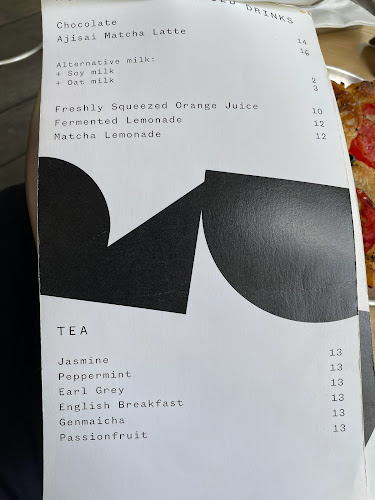 DRINKS
Chocolate 14
Ajisai Matcha Latte 16
Alternative milk:
+ Soy milk 2
+ Oat milk 3
Freshly Squeezed Orange Juice 10
Fermented Lemonade 12
Matcha Lemonade 12
TEA
Jasmine 13
Peppermint 13
Earl Grey 13
English Breakfast 13
Genmaicha 13
Passionfruit 13